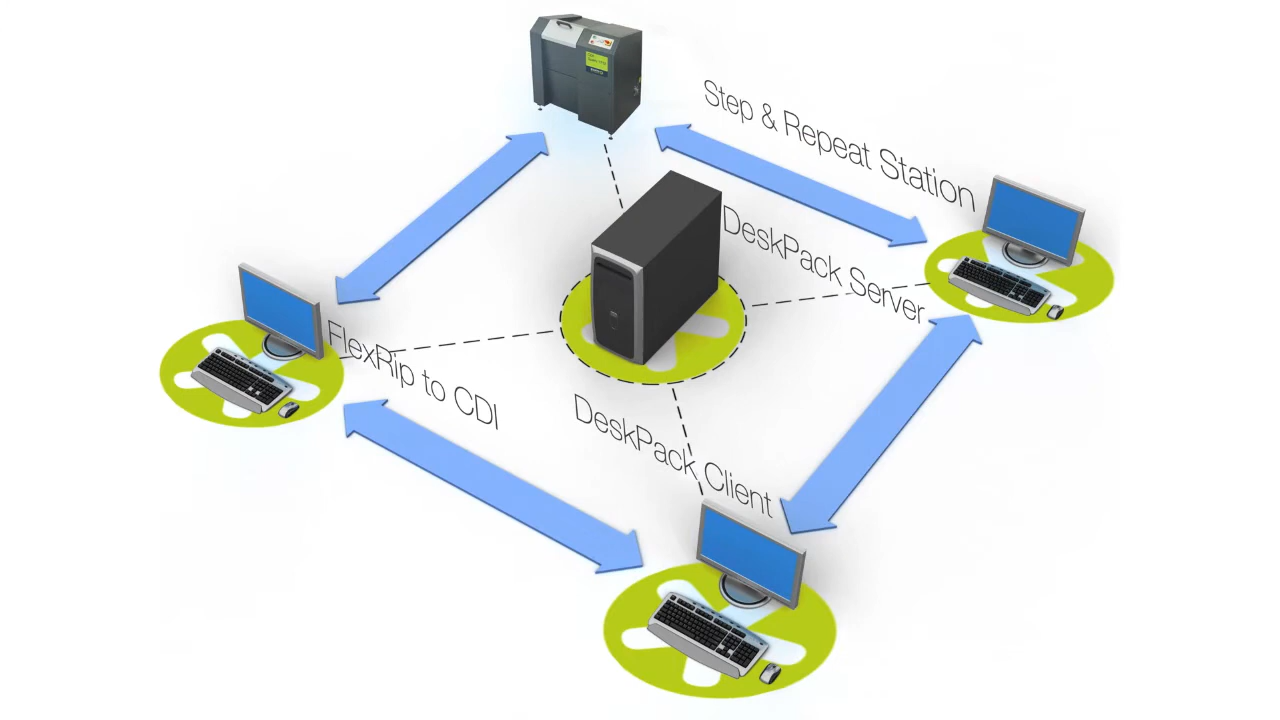 Step & Repeat Station
DeskPack Server
FlexRip to CDI
DeskPack Client